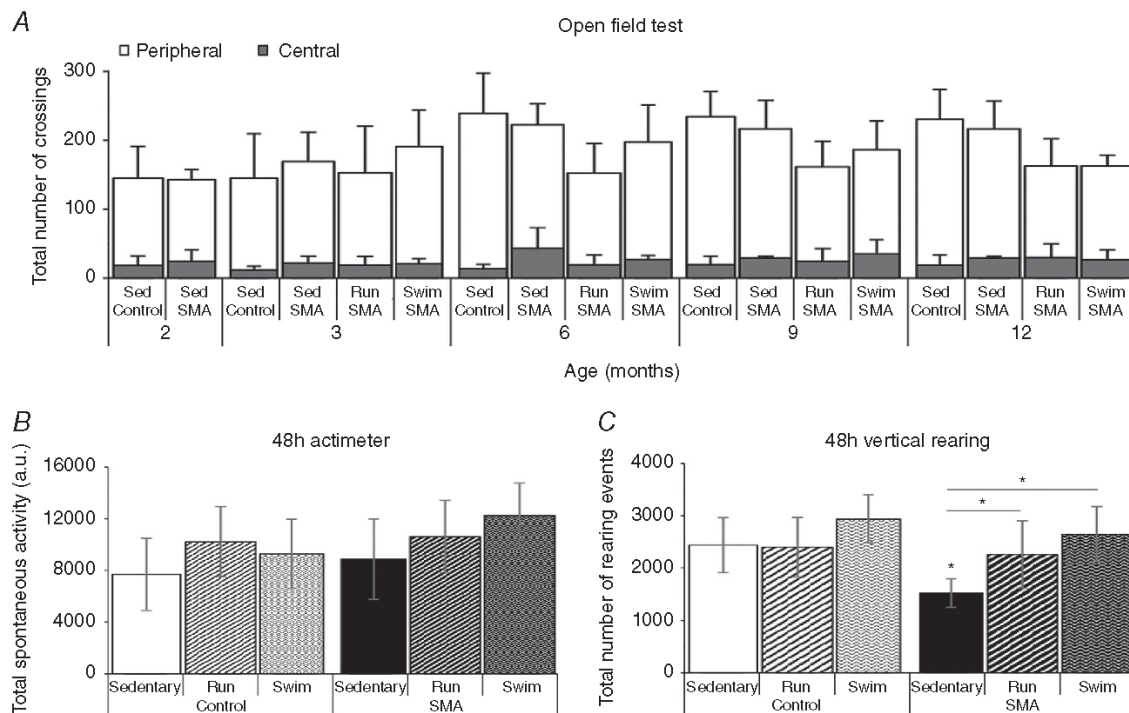 A
Open field test
Peripheral Central
Total number of crossings
300
200
100
0
Sed Control Sed SMA Sed Control Sed SMA Run SMA Swim SMA Sed Control Sed SMA Run SMA Swim SMA Sed Control Sed SMA Run SMA Swim SMA Sed Control Sed SMA Run SMA Swim SMA
2 3 6 9 12
Age (months)
B
48h actimeter
Total spontaneous activity (a.u.)
16000
12000
8000
4000
0
Sedentary Run Swim Sedentary Run Swim
Control SMA
C
48h vertical rearing
Total number of rearing events
4000
3000
2000
1000
0
*
*
*
Sedentary Run Swim Sedentary Run Swim
Control SMA